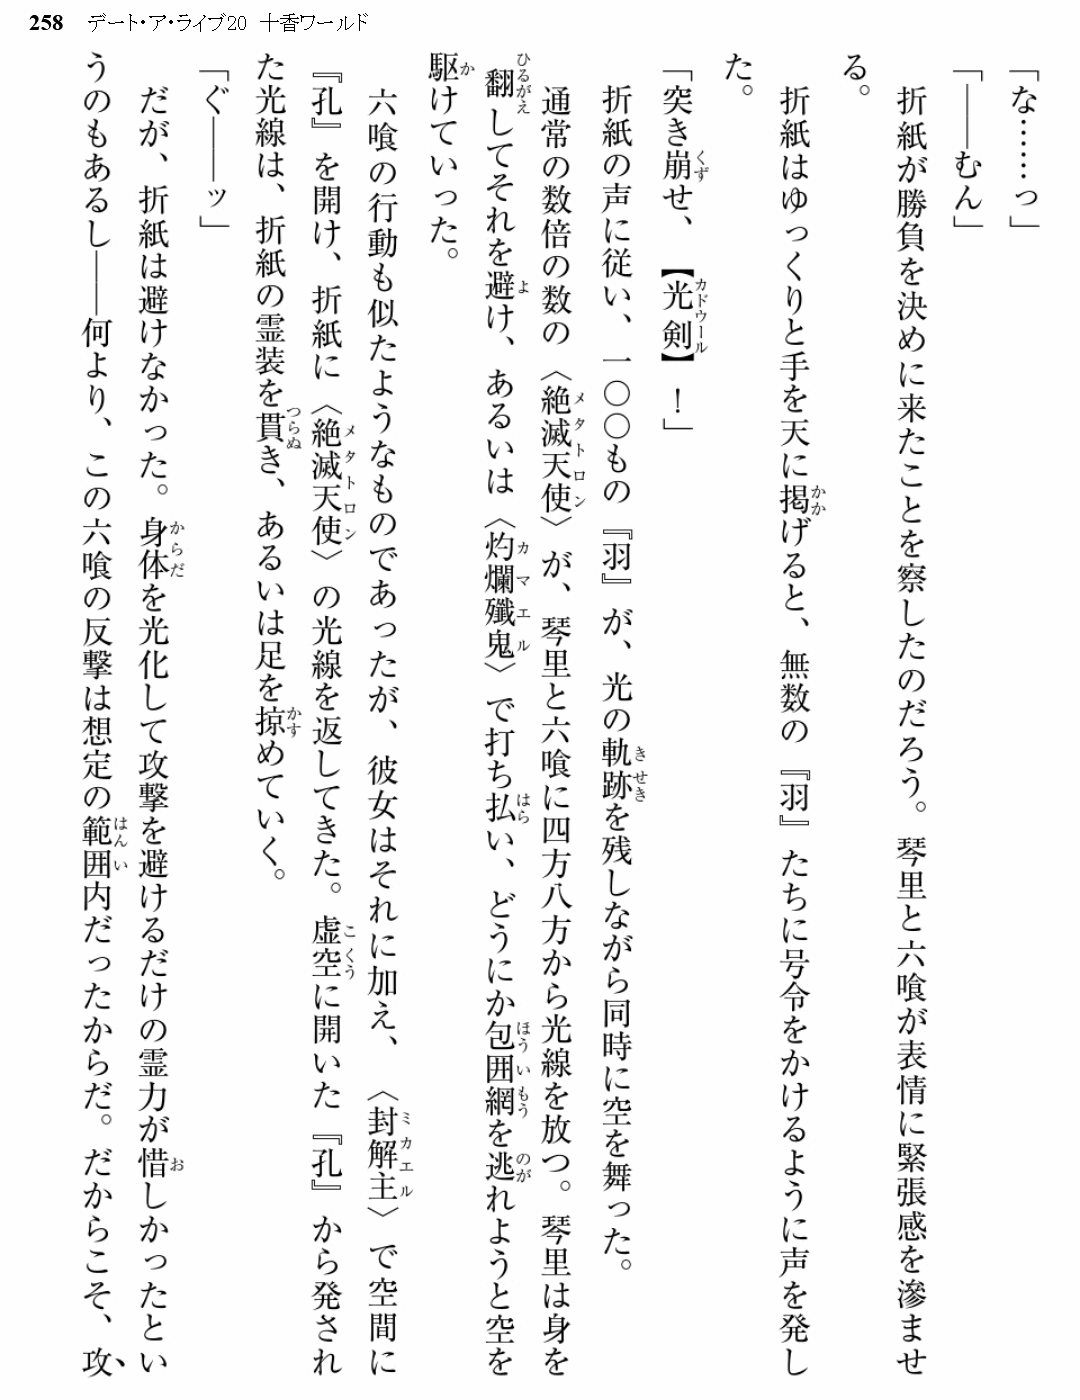 258 デート・ア・ライブ20 十香ワールド
「な……っ」
「――むん」
折紙が勝負を決めに来たことを察したのだろう。琴里と六喰が表情に緊張感を滲ませ
る。
折紙はゆっくりと手を天に掲げると、無数の『羽』たちに号令をかけるように声を発し
た。
「突き崩せ、【光剣】！」
折紙の声に従い、一〇〇もの『羽』が、光の軌跡を残しながら同時に空を舞った。
通常の数倍の数の〈絶滅天使〉が、琴里と六喰に四方八方から光線を放つ。琴里は身を
翻してそれを避け、あるいは〈灼爛殲鬼〉で打ち払い、どうにか包囲網を逃れようと空を
駆けていった。
六喰の行動も似たようなものであったが、彼女はそれに加え、〈封解主〉で空間に
『孔』を開け、折紙に〈絶滅天使〉の光線を返してきた。虚空に開いた『孔』から発され
た光線は、折紙の霊装を貫き、あるいは足を掠めていく。
「ぐ――ッ」
だが、折紙は避けなかった。身体を光化して攻撃を避けるだけの霊力が惜しかったとい
うのもあるし――何より、この六喰の反撃は想定の範囲内だったからだ。だからこそ、攻